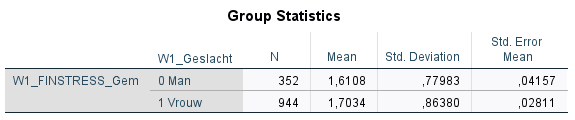 Group Statistics
W1_Geslacht N Mean Std. Deviation Std. Error Mean
W1_FINSTRESS_Gem 0 Man 352 1,6108 ,77983 ,04157
1 Vrouw 944 1,7034 ,86380 ,02811